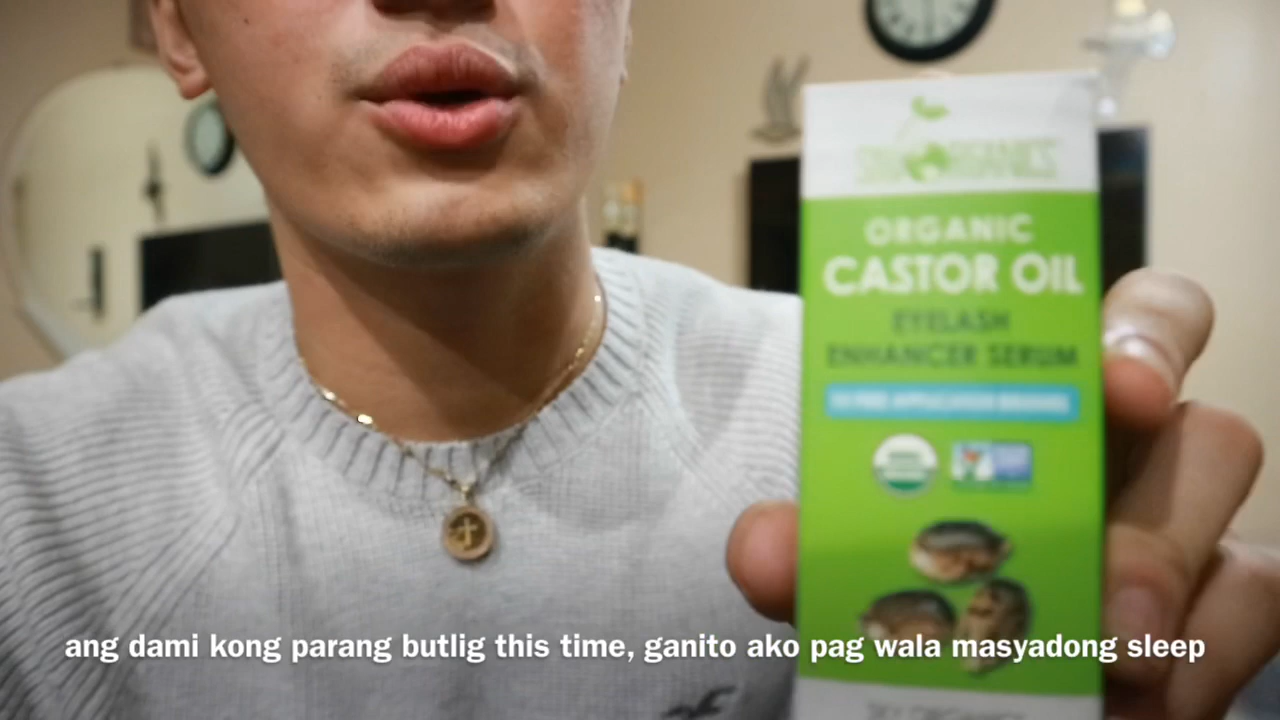 ORGANIC
CASTOR OIL
EYELASH
ENHANCER SERUM
ang dami kong parang butlig this time, ganito ako pag wala masyadong sleep